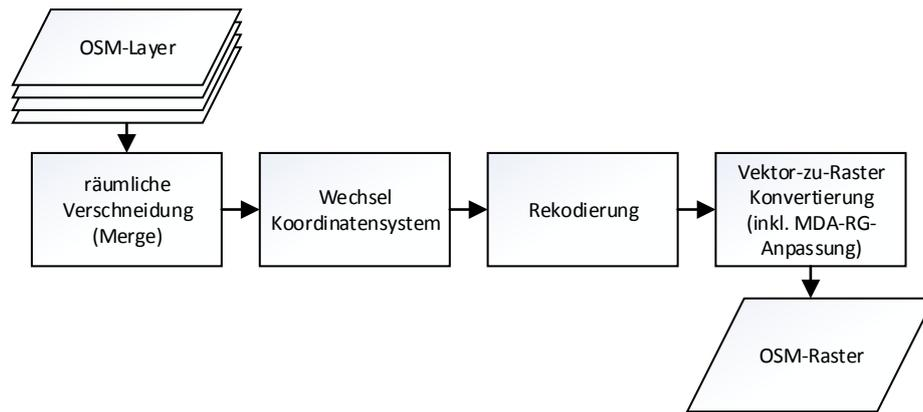 OSM-Layer
räumliche
Verschneidung
(Merge)
Wechsel
Koordinatensystem
Rekodierung
Vektor-zu-Raster
Konvertierung
(inkl. MDA-RG-
Anpassung)
OSM-Raster